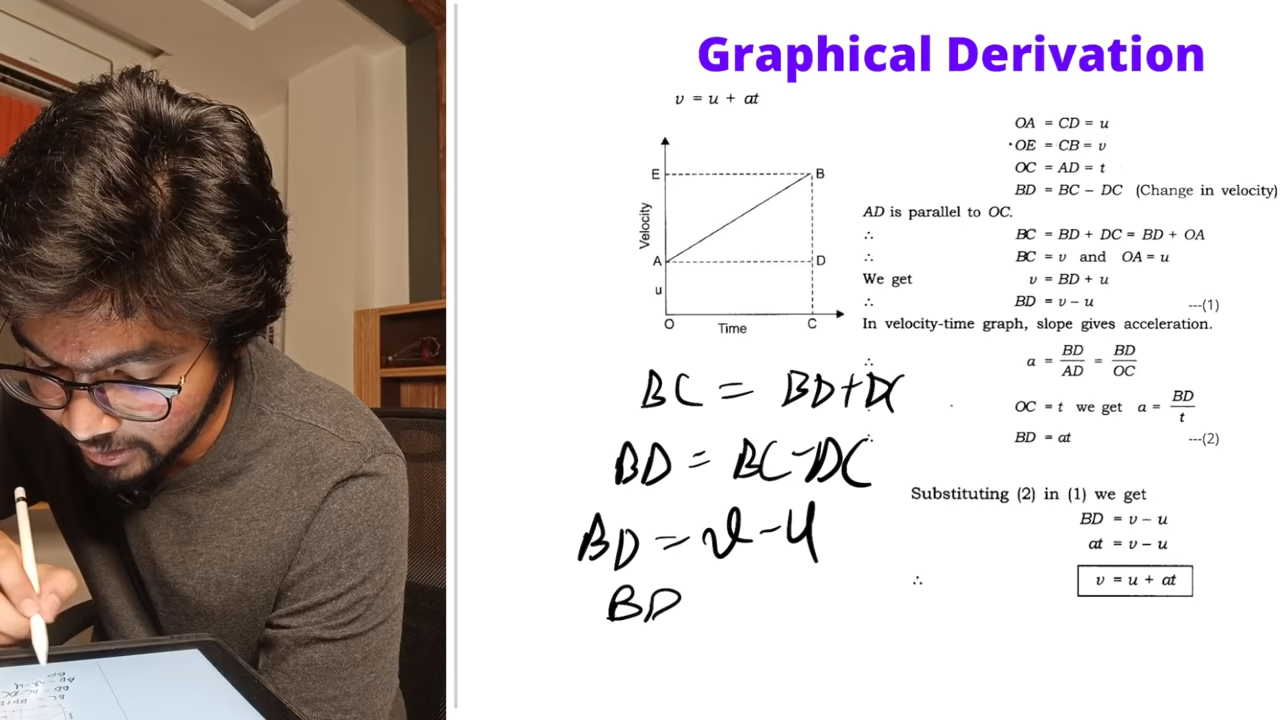 Graphical Derivation
v = u + at
E
B
Velocity
A
D
u
O
Time
C
OA = CD = u
OE = CB = v
OC = AD = t
BD = BC − DC (Change in velocity)
AD is parallel to OC.
∴ BC = BD + DC = BD + OA
∴ BC = v and OA = u
We get v = BD + u
∴ BD = v − u ---(1)
In velocity-time graph, slope gives acceleration.
∴ a = BD/AD = BD/OC
OC = t we get a = BD/t
∴ BD = at ---(2)
Substituting (2) in (1) we get
BD = v − u
at = v − u
∴ v = u + at
BC = BD+DC
BD = BC-DC
BD = v-u
BD